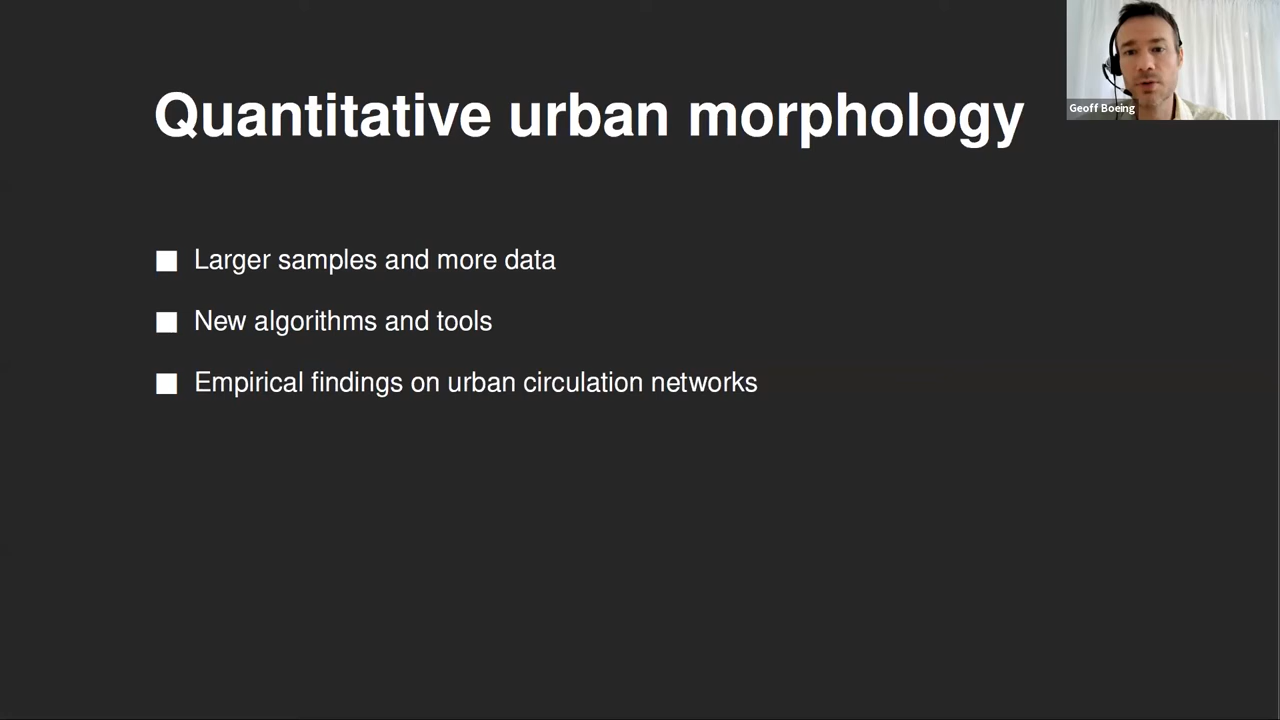 Quantitative urban morphology
Geoff Boeing
Larger samples and more data
New algorithms and tools
Empirical findings on urban circulation networks